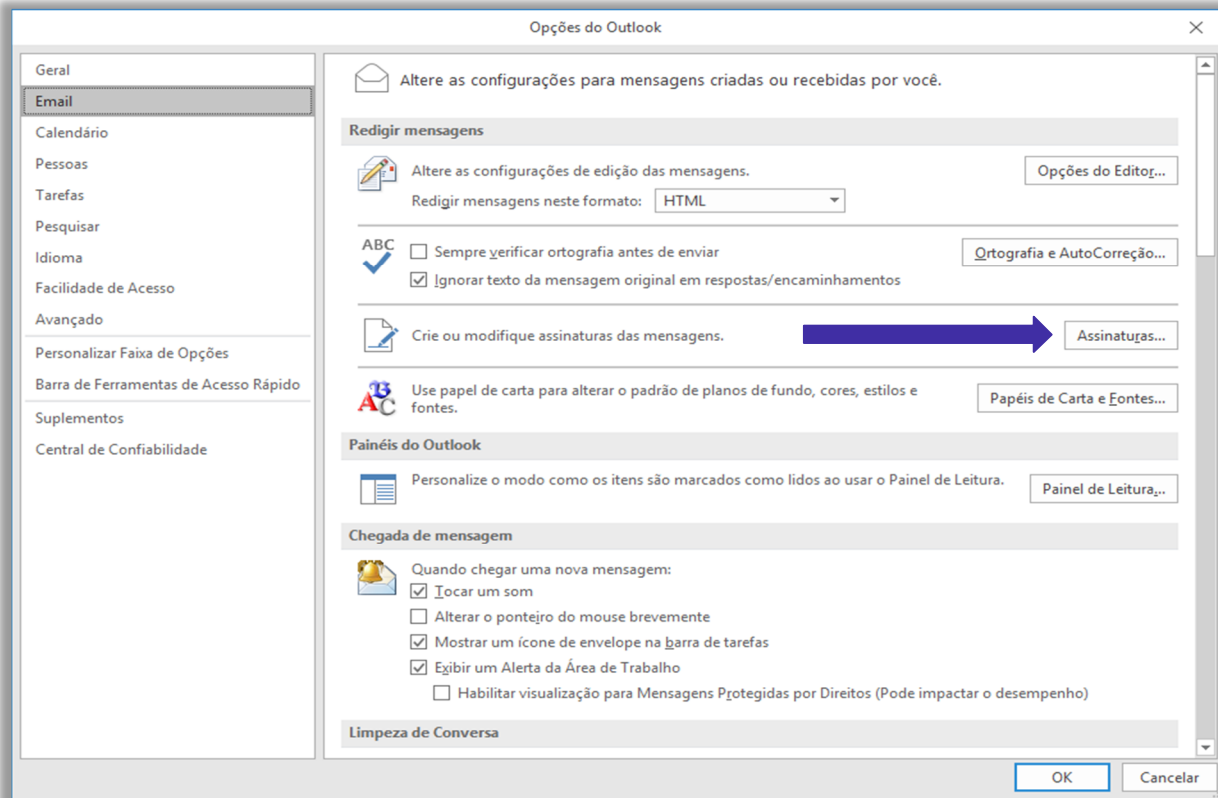 Opções do Outlook
Geral
Email
Calendário
Pessoas
Tarefas
Pesquisar
Idioma
Facilidade de Acesso
Avançado
Personalizar Faixa de Opções
Barra de Ferramentas de Acesso Rápido
Suplementos
Central de Confiabilidade
Altere as configurações para mensagens criadas ou recebidas por você.
Redigir mensagens
Altere as configurações de edição das mensagens.
Opções do Editor...
Redigir mensagens neste formato: HTML
ABC
Sempre verificar ortografia antes de enviar
Ortografia e AutoCorreção...
Ignorar texto da mensagem original em respostas/encaminhamentos
Crie ou modifique assinaturas das mensagens.
Assinaturas...
Use papel de carta para alterar o padrão de planos de fundo, cores, estilos e
fontes.
Papéis de Carta e Fontes...
Painéis do Outlook
Personalize o modo como os itens são marcados como lidos ao usar o Painel de Leitura.
Painel de Leitura...
Chegada de mensagem
Quando chegar uma nova mensagem:
Tocar um som
Alterar o ponteiro do mouse brevemente
Mostrar um ícone de envelope na barra de tarefas
Exibir um Alerta da Área de Trabalho
Habilitar visualização para Mensagens Protegidas por Direitos (Pode impactar o desempenho)
Limpeza de Conversa
OK
Cancelar